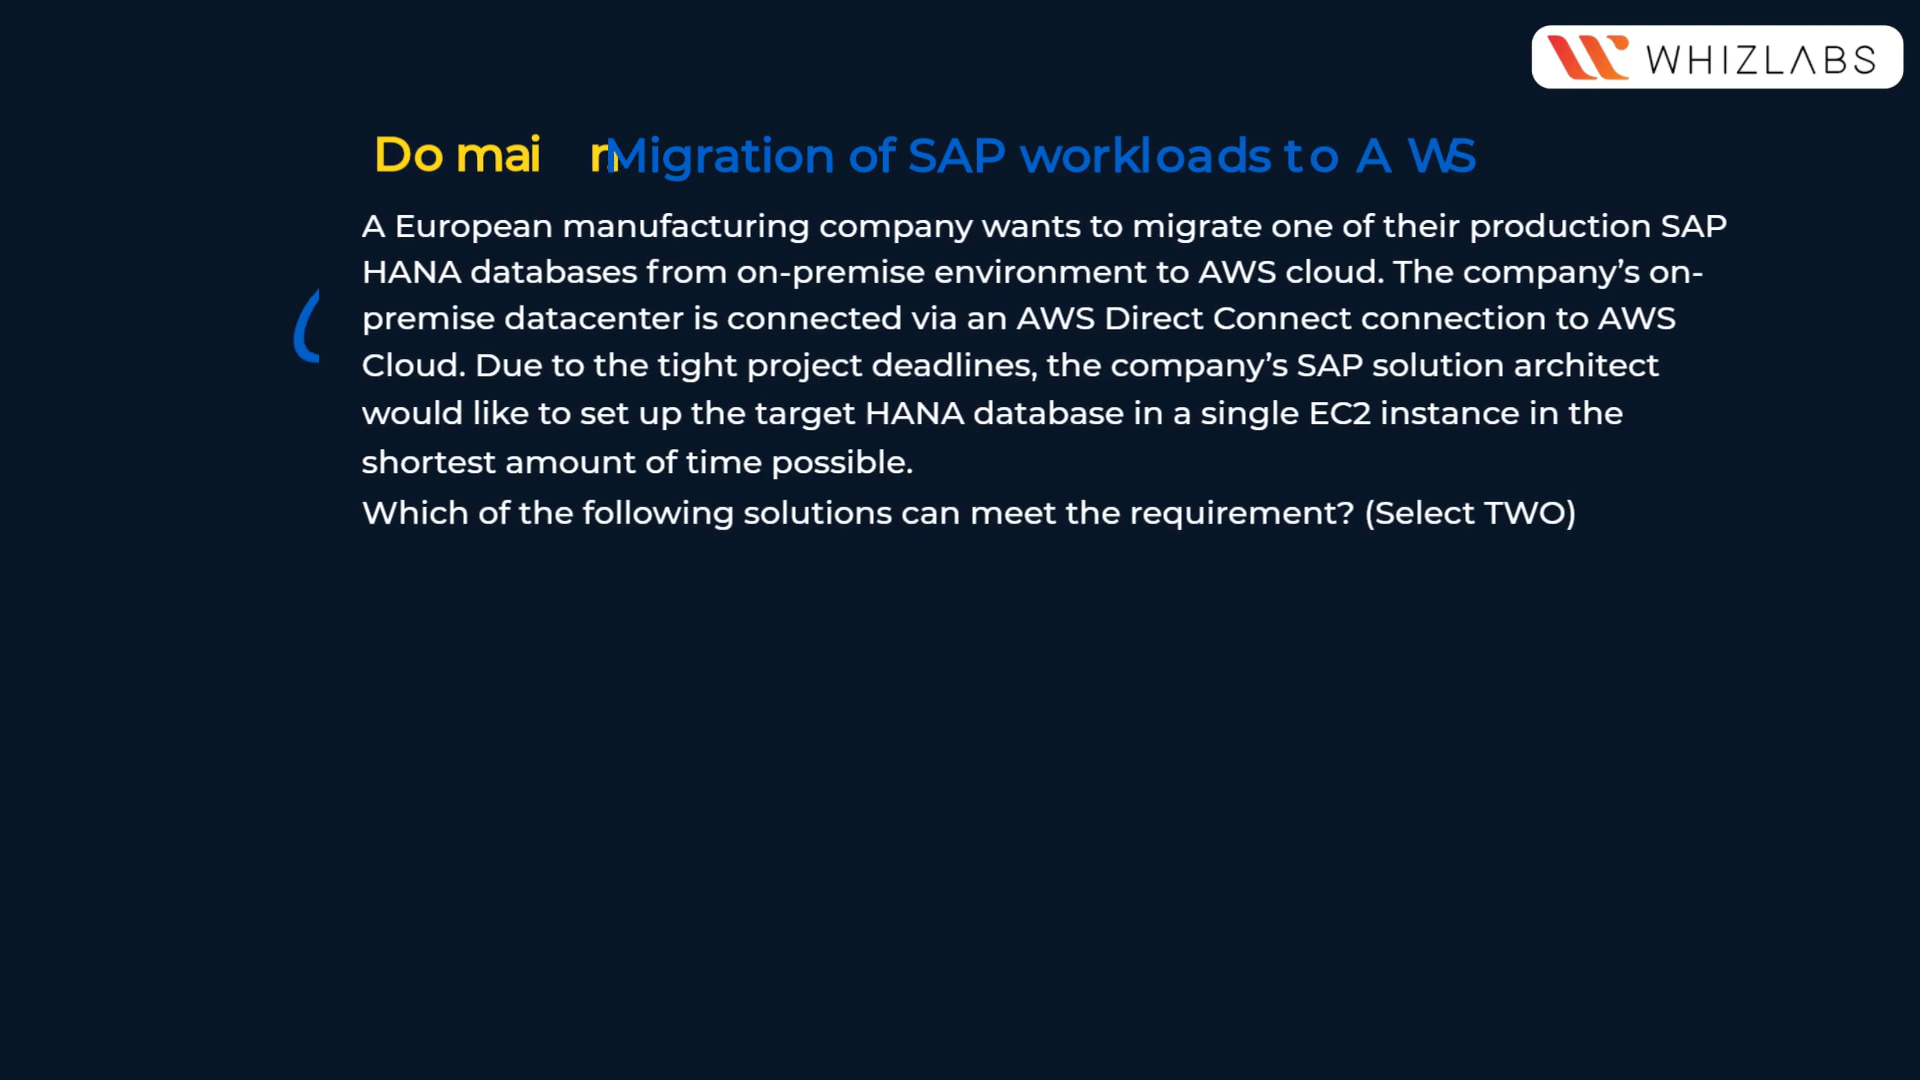 WHIZLABS
Domain Migration of SAP workloads to AWS
A European manufacturing company wants to migrate one of their production SAP
HANA databases from on-premise environment to AWS cloud. The company’s on-
premise datacenter is connected via an AWS Direct Connect connection to AWS
Cloud. Due to the tight project deadlines, the company’s SAP solution architect
would like to set up the target HANA database in a single EC2 instance in the
shortest amount of time possible.
Which of the following solutions can meet the requirement? (Select TWO)